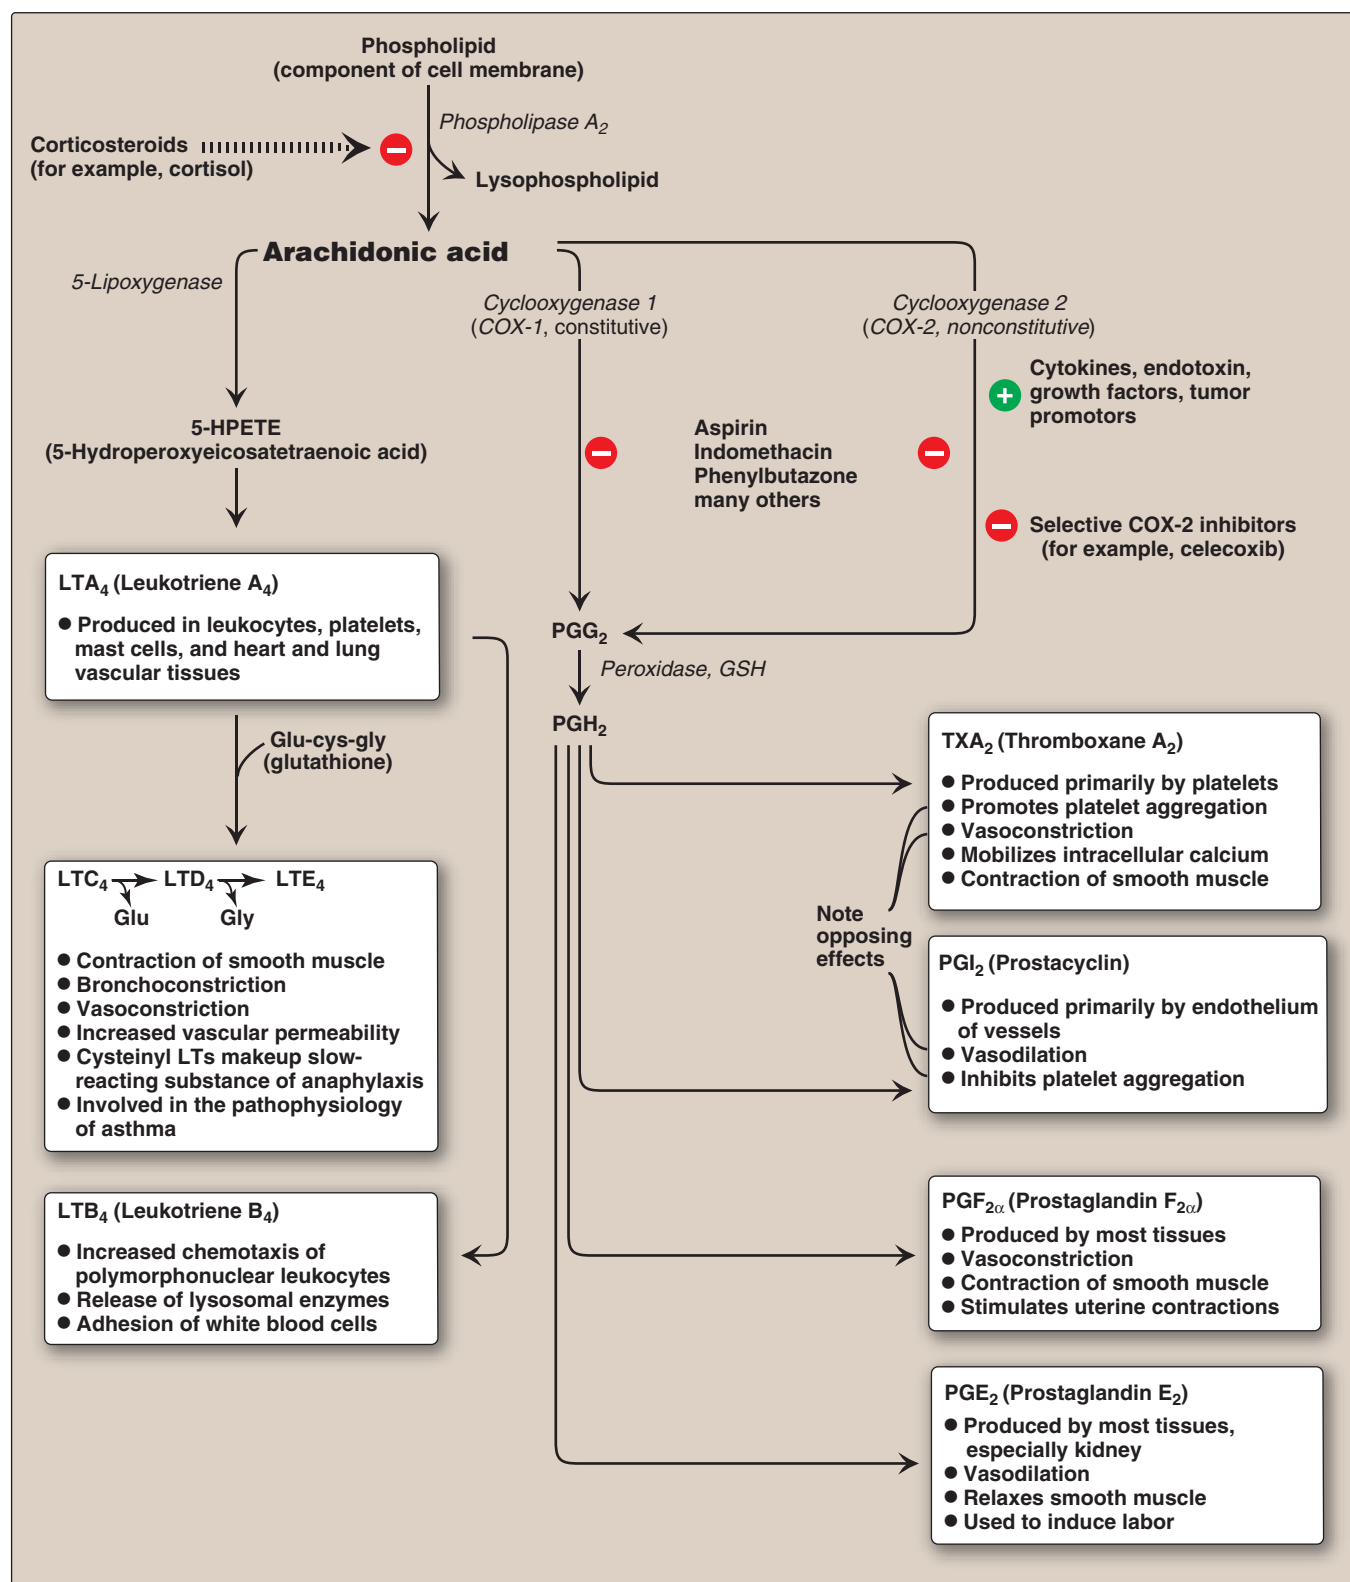 Phospholipid
(component of cell membrane)
Phospholipase A2
Corticosteroids
(for example, cortisol)
Lysophospholipid
Arachidonic acid
5-Lipoxygenase
Cyclooxygenase 1
(COX-1, constitutive)
Cyclooxygenase 2
(COX-2, nonconstitutive)
+
Cytokines, endotoxin,
growth factors, tumor
promotors
5-HPETE
(5-Hydroperoxyeicosatetraenoic acid)
Aspirin
Indomethacin
Phenylbutazone
many others
Selective COX-2 inhibitors
(for example, celecoxib)
LTA4 (Leukotriene A4)
● Produced in leukocytes, platelets,
mast cells, and heart and lung
vascular tissues
PGG2
Peroxidase, GSH
PGH2
Glu-cys-gly
(glutathione)
TXA2 (Thromboxane A2)
● Produced primarily by platelets
● Promotes platelet aggregation
● Vasoconstriction
● Mobilizes intracellular calcium
● Contraction of smooth muscle
LTC4 LTD4 LTE4
Glu Gly
● Contraction of smooth muscle
● Bronchoconstriction
● Vasoconstriction
● Increased vascular permeability
● Cysteinyl LTs makeup slow-
reacting substance of anaphylaxis
● Involved in the pathophysiology
of asthma
Note
opposing
effects
PGI2 (Prostacyclin)
● Produced primarily by endothelium
of vessels
● Vasodilation
● Inhibits platelet aggregation
LTB4 (Leukotriene B4)
● Increased chemotaxis of
polymorphonuclear leukocytes
● Release of lysosomal enzymes
● Adhesion of white blood cells
PGF2α (Prostaglandin F2α)
● Produced by most tissues
● Vasoconstriction
● Contraction of smooth muscle
● Stimulates uterine contractions
PGE2 (Prostaglandin E2)
● Produced by most tissues,
especially kidney
● Vasodilation
● Relaxes smooth muscle
● Used to induce labor